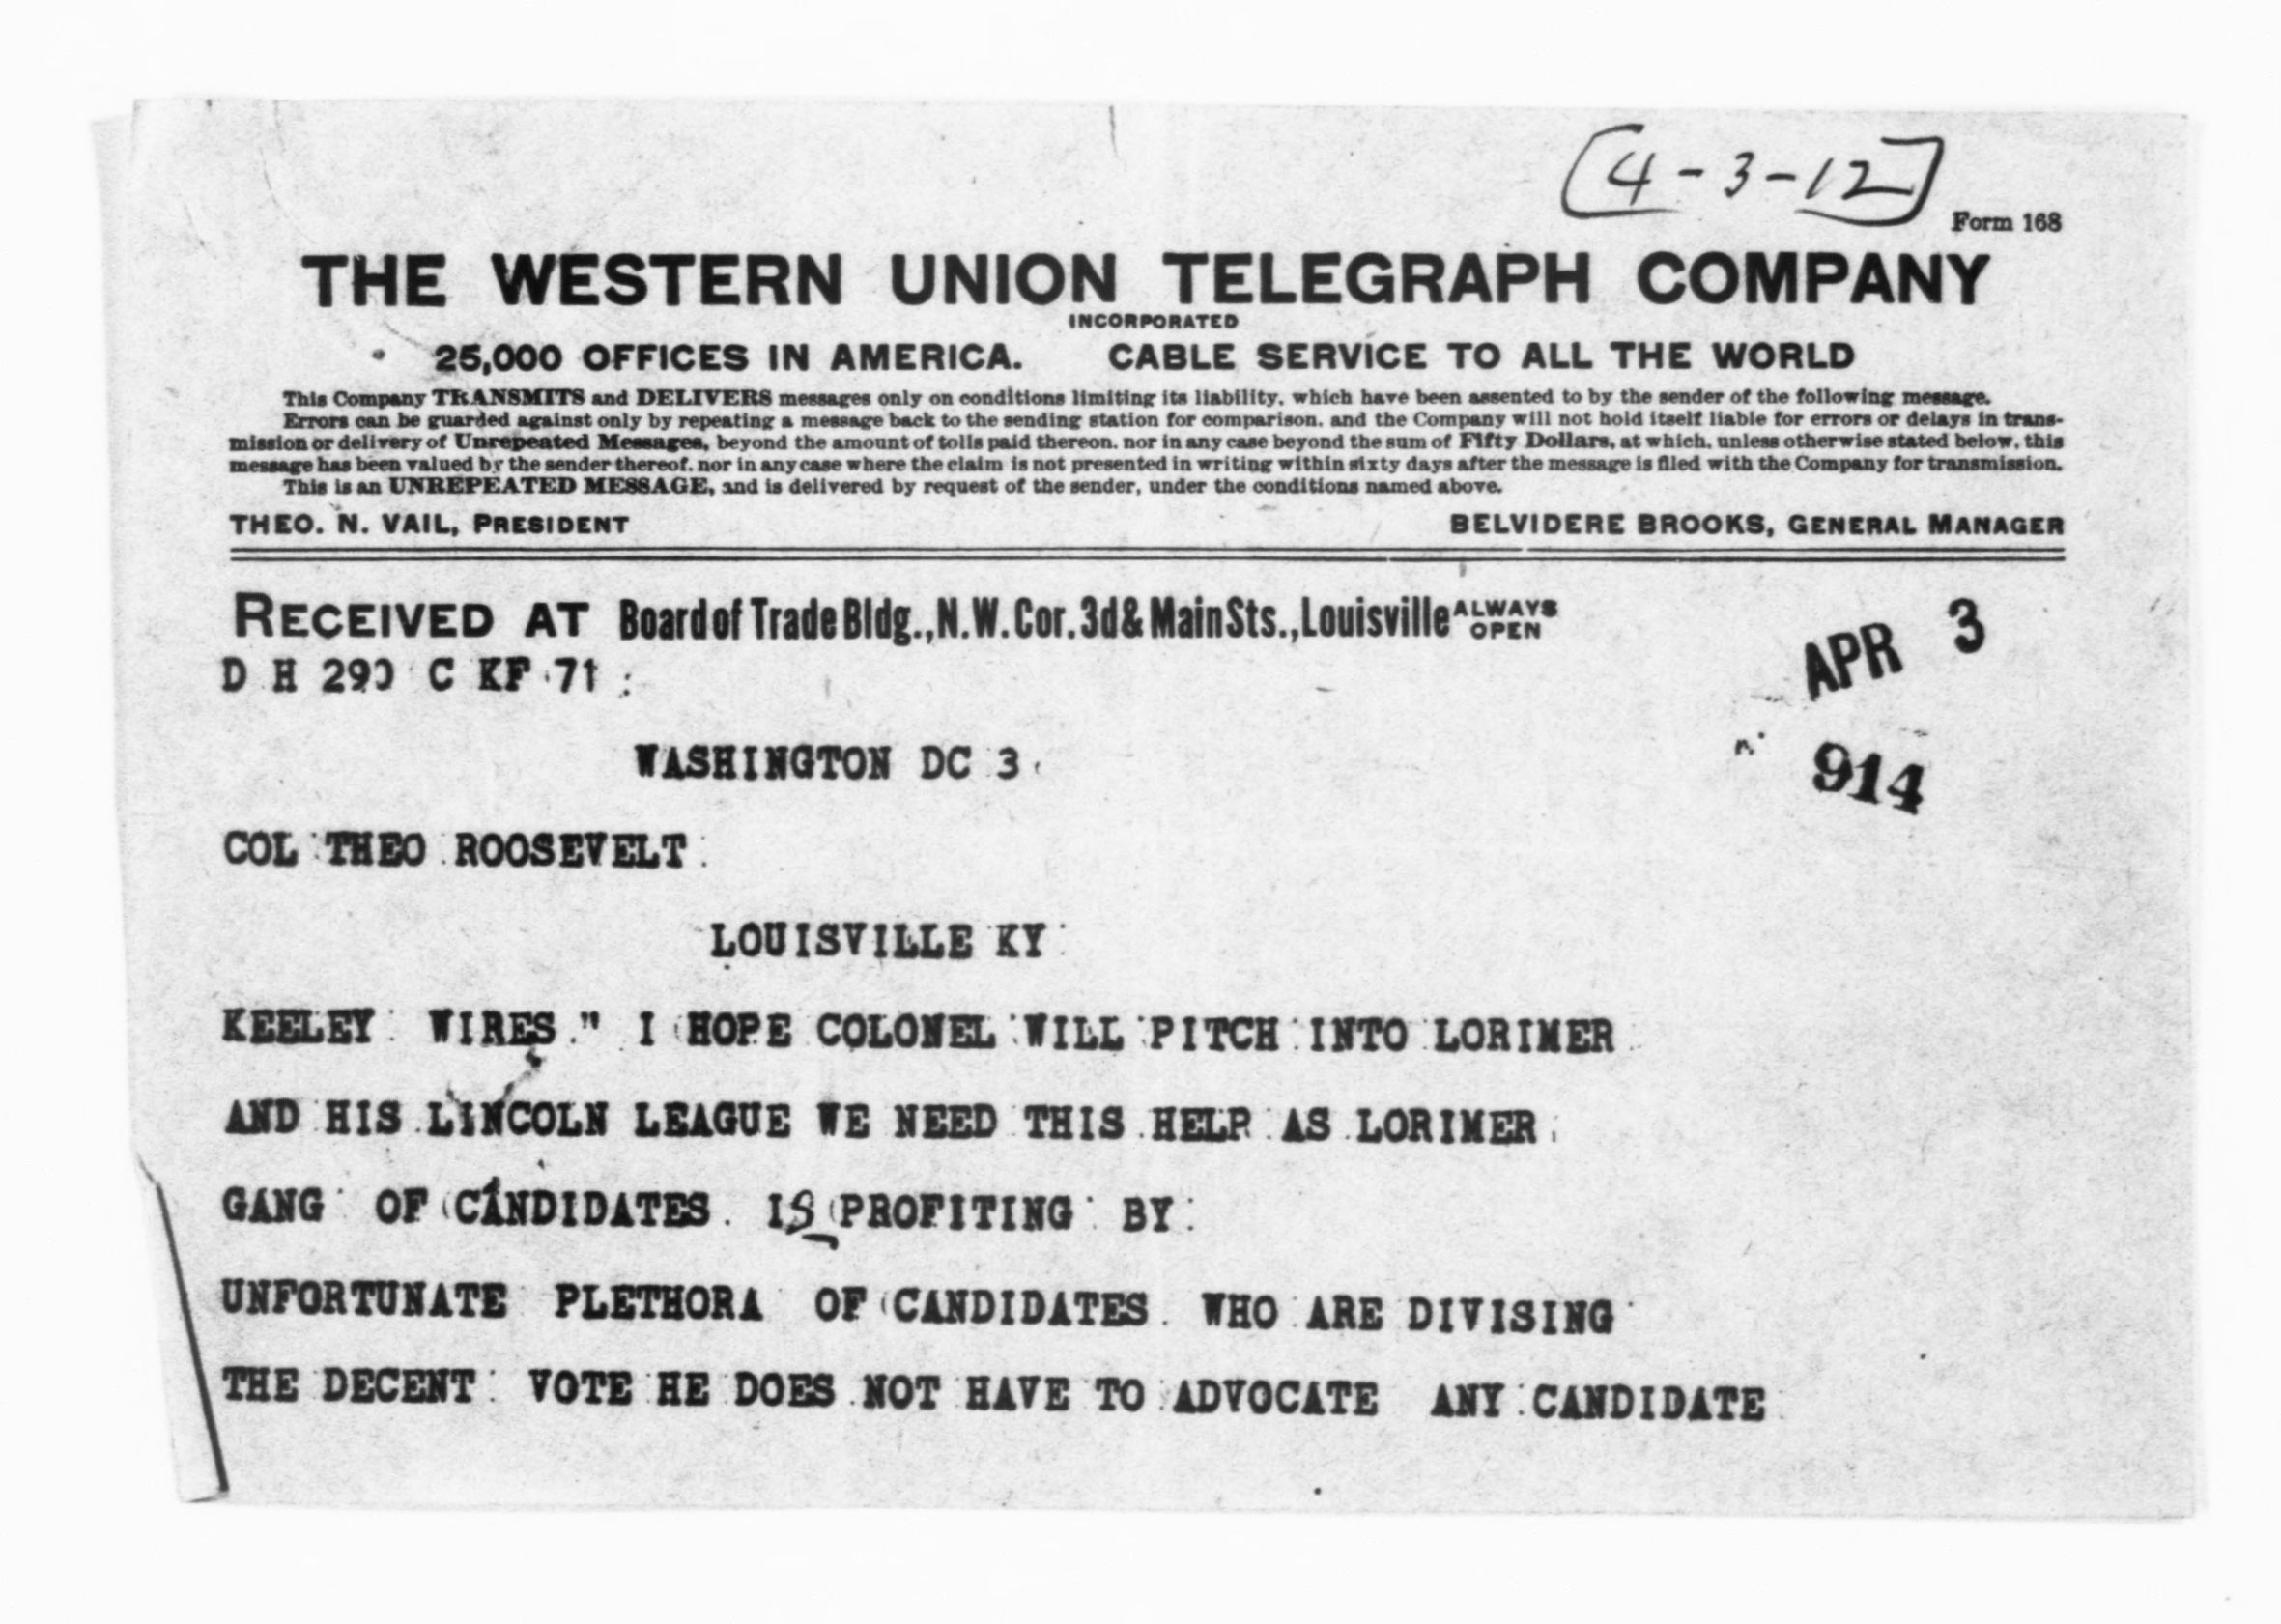 [4-3-12]
Form 168
THE WESTERN UNION TELEGRAPH COMPANY
INCORPORATED
25,000 OFFICES IN AMERICA. CABLE SERVICE TO ALL THE WORLD
This Company TRANSMITS and DELIVERS messages only on conditions limiting its liability, which have been assented to by the sender of the following message.
Errors can be guarded against only by repeating a message back to the sending station for comparison, and the Company will not hold itself liable for errors or delays in trans-
mission or delivery of Unrepeated Messages, beyond the amount of tolls paid thereon, nor in any case beyond the sum of Fifty Dollars, at which, unless otherwise stated below, this
message has been valued by the sender thereof, nor in any case where the claim is not presented in writing within sixty days after the message is filed with the Company for transmission.
This is an UNREPEATED MESSAGE, and is delivered by request of the sender, under the conditions named above.
THEO. N. VAIL, PRESIDENT BELVIDERE BROOKS, GENERAL MANAGER
RECEIVED AT Board of Trade Bldg., N. W. Cor. 3d & Main Sts., Louisville ALWAYS OPEN
APR 3
D H 290 C KF 71
914
WASHINGTON DC 3
COL THEO ROOSEVELT
LOUISVILLE KY
KEELEY WIRES " I HOPE COLONEL WILL PITCH INTO LORIMER
AND HIS LINCOLN LEAGUE WE NEED THIS HELP AS LORIMER
GANG OF CANDIDATES IS PROFITING BY
UNFORTUNATE PLETHORA OF CANDIDATES WHO ARE DIVISING
THE DECENT VOTE HE DOES NOT HAVE TO ADVOCATE ANY CANDIDATE